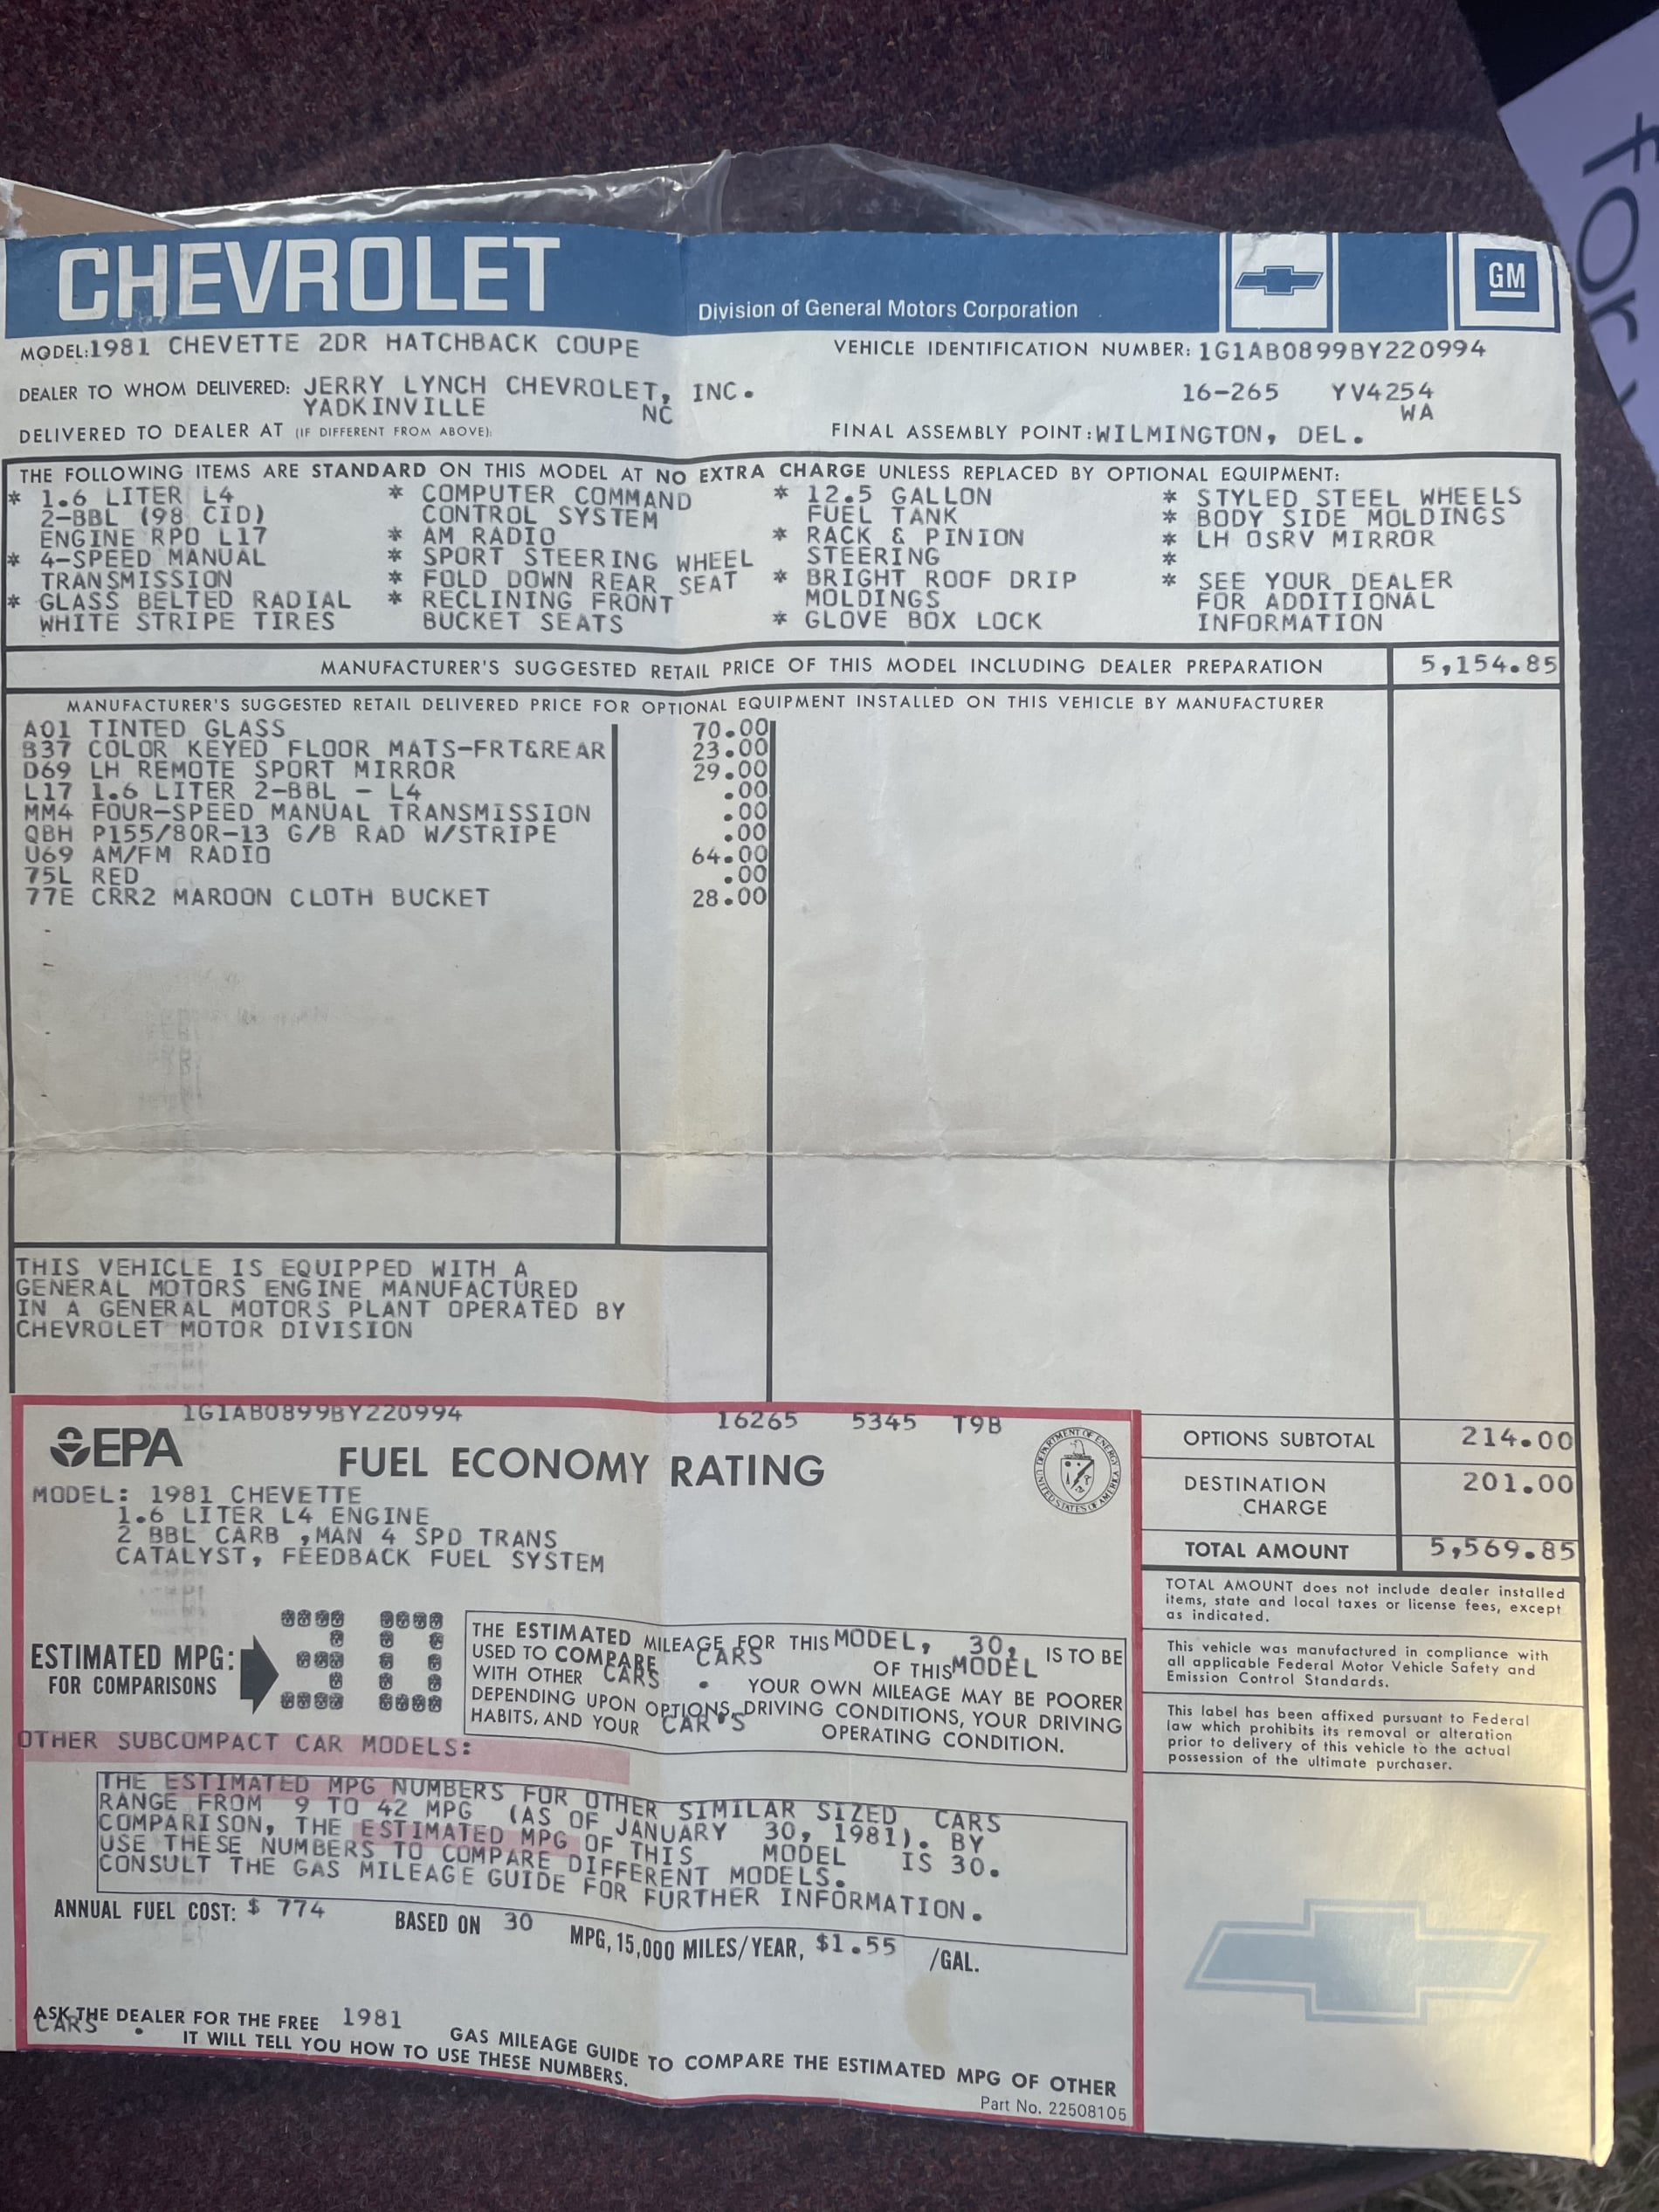 for
CHEVROLET
Division of General Motors Corporation
GM
MODEL:1981 CHEVETTE 2DR HATCHBACK COUPE
VEHICLE IDENTIFICATION NUMBER: 1G1AB0899BY220994
DEALER TO WHOM DELIVERED: JERRY LYNCH CHEVROLET, INC.
16-265 YV4254
YADKINVILLE NC
WA
DELIVERED TO DEALER AT (IF DIFFERENT FROM ABOVE):
FINAL ASSEMBLY POINT:WILMINGTON, DEL.
THE FOLLOWING ITEMS ARE STANDARD ON THIS MODEL AT NO EXTRA CHARGE UNLESS REPLACED BY OPTIONAL EQUIPMENT:
* 1.6 LITER L4
2-BBL (98 CID)
ENGINE RPO L17
* 4-SPEED MANUAL
TRANSMISSION
* GLASS BELTED RADIAL
WHITE STRIPE TIRES
* COMPUTER COMMAND
CONTROL SYSTEM
* AM RADIO
* SPORT STEERING WHEEL
* FOLD DOWN REAR SEAT
* RECLINING FRONT
BUCKET SEATS
* 12.5 GALLON
FUEL TANK
* RACK & PINION
STEERING
* BRIGHT ROOF DRIP
MOLDINGS
* GLOVE BOX LOCK
* STYLED STEEL WHEELS
* BODY SIDE MOLDINGS
* LH OSRV MIRROR
*
* SEE YOUR DEALER
FOR ADDITIONAL
INFORMATION
MANUFACTURER'S SUGGESTED RETAIL PRICE OF THIS MODEL INCLUDING DEALER PREPARATION 5,154.85
MANUFACTURER'S SUGGESTED RETAIL DELIVERED PRICE FOR OPTIONAL EQUIPMENT INSTALLED ON THIS VEHICLE BY MANUFACTURER
A01 TINTED GLASS 70.00
B37 COLOR KEYED FLOOR MATS-FRT&REAR 23.00
D69 LH REMOTE SPORT MIRROR 29.00
L17 1.6 LITER 2-BBL - L4 .00
MM4 FOUR-SPEED MANUAL TRANSMISSION .00
QBH P155/80R-13 G/B RAD W/STRIPE .00
U69 AM/FM RADIO 64.00
75L RED .00
77E CRR2 MAROON CLOTH BUCKET 28.00
THIS VEHICLE IS EQUIPPED WITH A
GENERAL MOTORS ENGINE MANUFACTURED
IN A GENERAL MOTORS PLANT OPERATED BY
CHEVROLET MOTOR DIVISION
1G1AB0899BY220994 16265 5345 T9B
EPA FUEL ECONOMY RATING
DEPARTMENT OF ENERGY
UNITED STATES OF AMERICA
MODEL: 1981 CHEVETTE
1.6 LITER L4 ENGINE
2 BBL CARB ,MAN 4 SPD TRANS
CATALYST, FEEDBACK FUEL SYSTEM
ESTIMATED MPG:
FOR COMPARISONS
30
THE ESTIMATED MILEAGE FOR THIS MODEL, 30, IS TO BE
USED TO COMPARE CARS OF THIS MODEL
WITH OTHER CARS . YOUR OWN MILEAGE MAY BE POORER
DEPENDING UPON OPTIONS, DRIVING CONDITIONS, YOUR DRIVING
HABITS, AND YOUR CAR'S OPERATING CONDITION.
OTHER SUBCOMPACT CAR MODELS:
THE ESTIMATED MPG NUMBERS FOR OTHER SIMILAR SIZED CARS
RANGE FROM 9 TO 42 MPG (AS OF JANUARY 30, 1981). BY
COMPARISON, THE ESTIMATED MPG OF THIS MODEL IS 30.
USE THESE NUMBERS TO COMPARE DIFFERENT MODELS.
CONSULT THE GAS MILEAGE GUIDE FOR FURTHER INFORMATION.
ANNUAL FUEL COST: $ 774 BASED ON 30 MPG, 15,000 MILES/YEAR, $1.55 /GAL.
ASK THE DEALER FOR THE FREE 1981 GAS MILEAGE GUIDE TO COMPARE THE ESTIMATED MPG OF OTHER
CARS . IT WILL TELL YOU HOW TO USE THESE NUMBERS.
Part No. 22508105
OPTIONS SUBTOTAL 214.00
DESTINATION
CHARGE 201.00
TOTAL AMOUNT 5,569.85
TOTAL AMOUNT does not include dealer installed
items, state and local taxes or license fees, except
as indicated.
This vehicle was manufactured in compliance with
all applicable Federal Motor Vehicle Safety and
Emission Control Standards.
This label has been affixed pursuant to Federal
law which prohibits its removal or alteration
prior to delivery of this vehicle to the actual
possession of the ultimate purchaser.